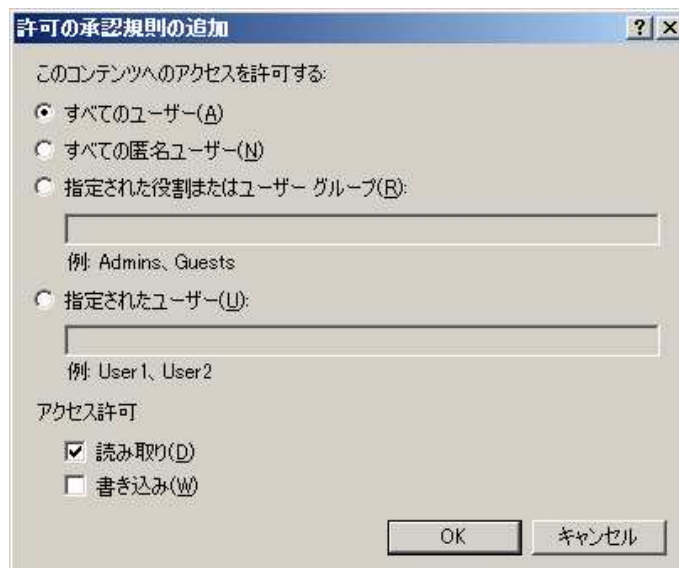 許可の承認規則の追加
このコンテンツへのアクセスを許可する:
すべてのユーザー(A)
すべての匿名ユーザー(N)
指定された役割またはユーザー グループ(R):
例: Admins、Guests
指定されたユーザー(U):
例: User1、User2
アクセス許可
読み取り(D)
書き込み(W)
OK キャンセル